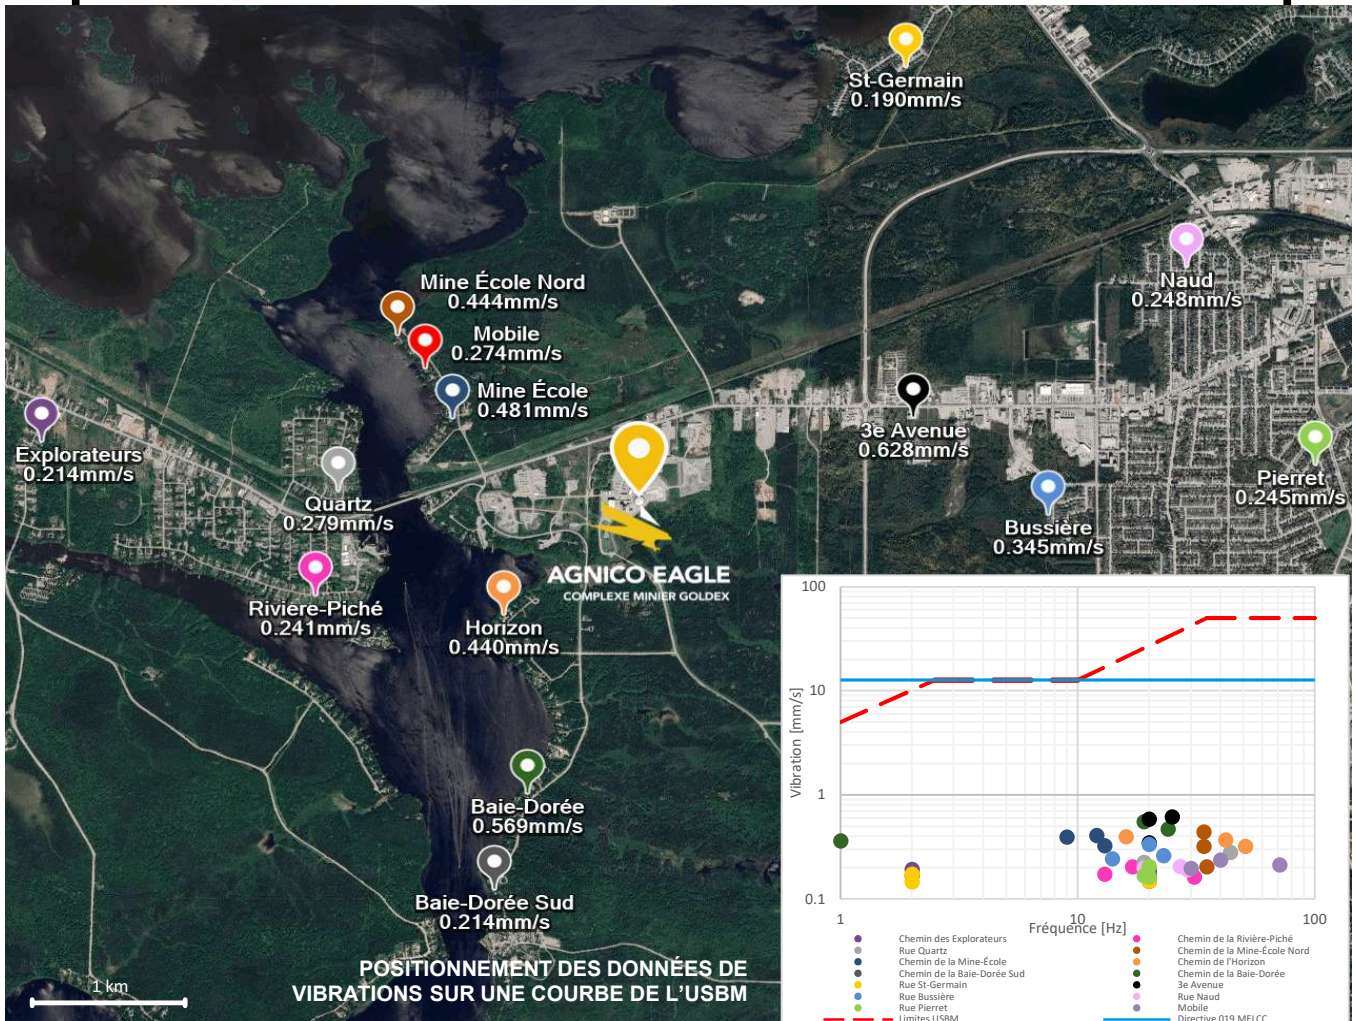 St-Germain
0.190mm/s
Naud
0.248mm/s
Mine École Nord
0.444mm/s
Mobile
0.274mm/s
Mine École
0.481mm/s
Explorateurs
0.214mm/s
Quartz
0.279mm/s
3e Avenue
0.628mm/s
Pierret
0.245mm/s
Bussière
0.345mm/s
Riviere-Piché
0.241mm/s
AGNICO EAGLE
COMPLEXE MINIER GOLDEX
Horizon
0.440mm/s
Baie-Dorée
0.569mm/s
Baie-Dorée Sud
0.214mm/s
POSITIONNEMENT DES DONNÉES DE
VIBRATIONS SUR UNE COURBE DE L'USBM
1 km
Vibration [mm/s]
100
10
1
0.1
1
10
100
Fréquence [Hz]
Chemin des Explorateurs
Chemin de la Rivière-Piché
Rue Quartz
Chemin de la Mine-École Nord
Chemin de la Mine-École
Chemin de l'Horizon
Chemin de la Baie-Dorée Sud
Chemin de la Baie-Dorée
Rue St-Germain
3e Avenue
Rue Bussière
Rue Naud
Rue Pierret
Mobile
Limites USBM
Directive 019 MELCC